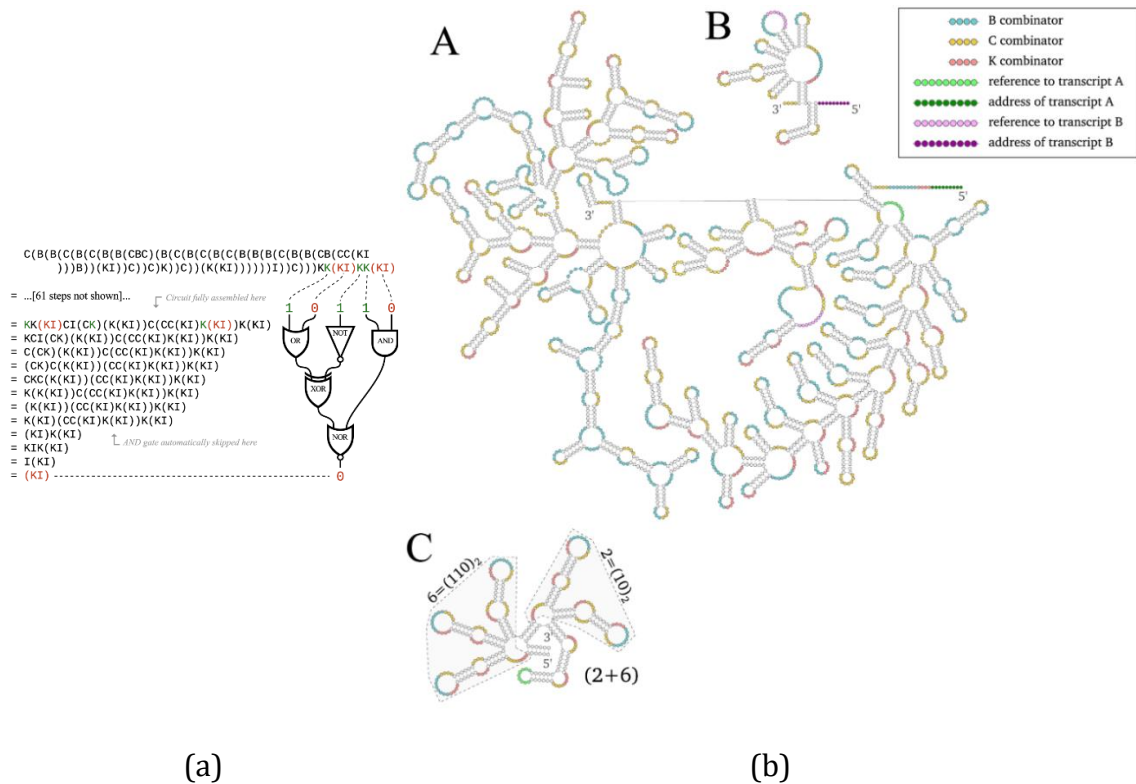 A
B
B combinator
C combinator
K combinator
reference to transcript A
address of transcript A
reference to transcript B
address of transcript B
3'
5'
3'
5'
C(B(B(C(B(C(B(B(CBC)(B(C(B(C(B(C(B(B(B(C(B(B(CB(CC(KI
)))B))(KI))C))C)K))C))(K(KI))))))I))C)))KK(KI)KK(KI)
= ...[61 steps not shown]...
Circuit fully assembled here
1 0 1 1 0
= KK(KI)CI(CK)(K(KI))C(CC(KI)K(KI))K(KI)
= KCI(CK)(K(KI))C(CC(KI)K(KI))K(KI)
= C(CK)(K(KI))C(CC(KI)K(KI))K(KI)
= (CK)C(K(KI))(CC(KI)K(KI))K(KI)
= CKC(K(KI))(CC(KI)K(KI))K(KI)
= K(K(KI))C(CC(KI)K(KI))K(KI)
= (K(KI))(CC(KI)K(KI))K(KI)
= K(KI)(CC(KI)K(KI))K(KI)
= (KI)K(KI)
AND gate automatically skipped here
= KIK(KI)
= I(KI)
= (KI)
0
OR
NOT
AND
XOR
NOR
C
6=(110)₂
2=(10)₂
3'
5'
(2+6)
(a)
(b)